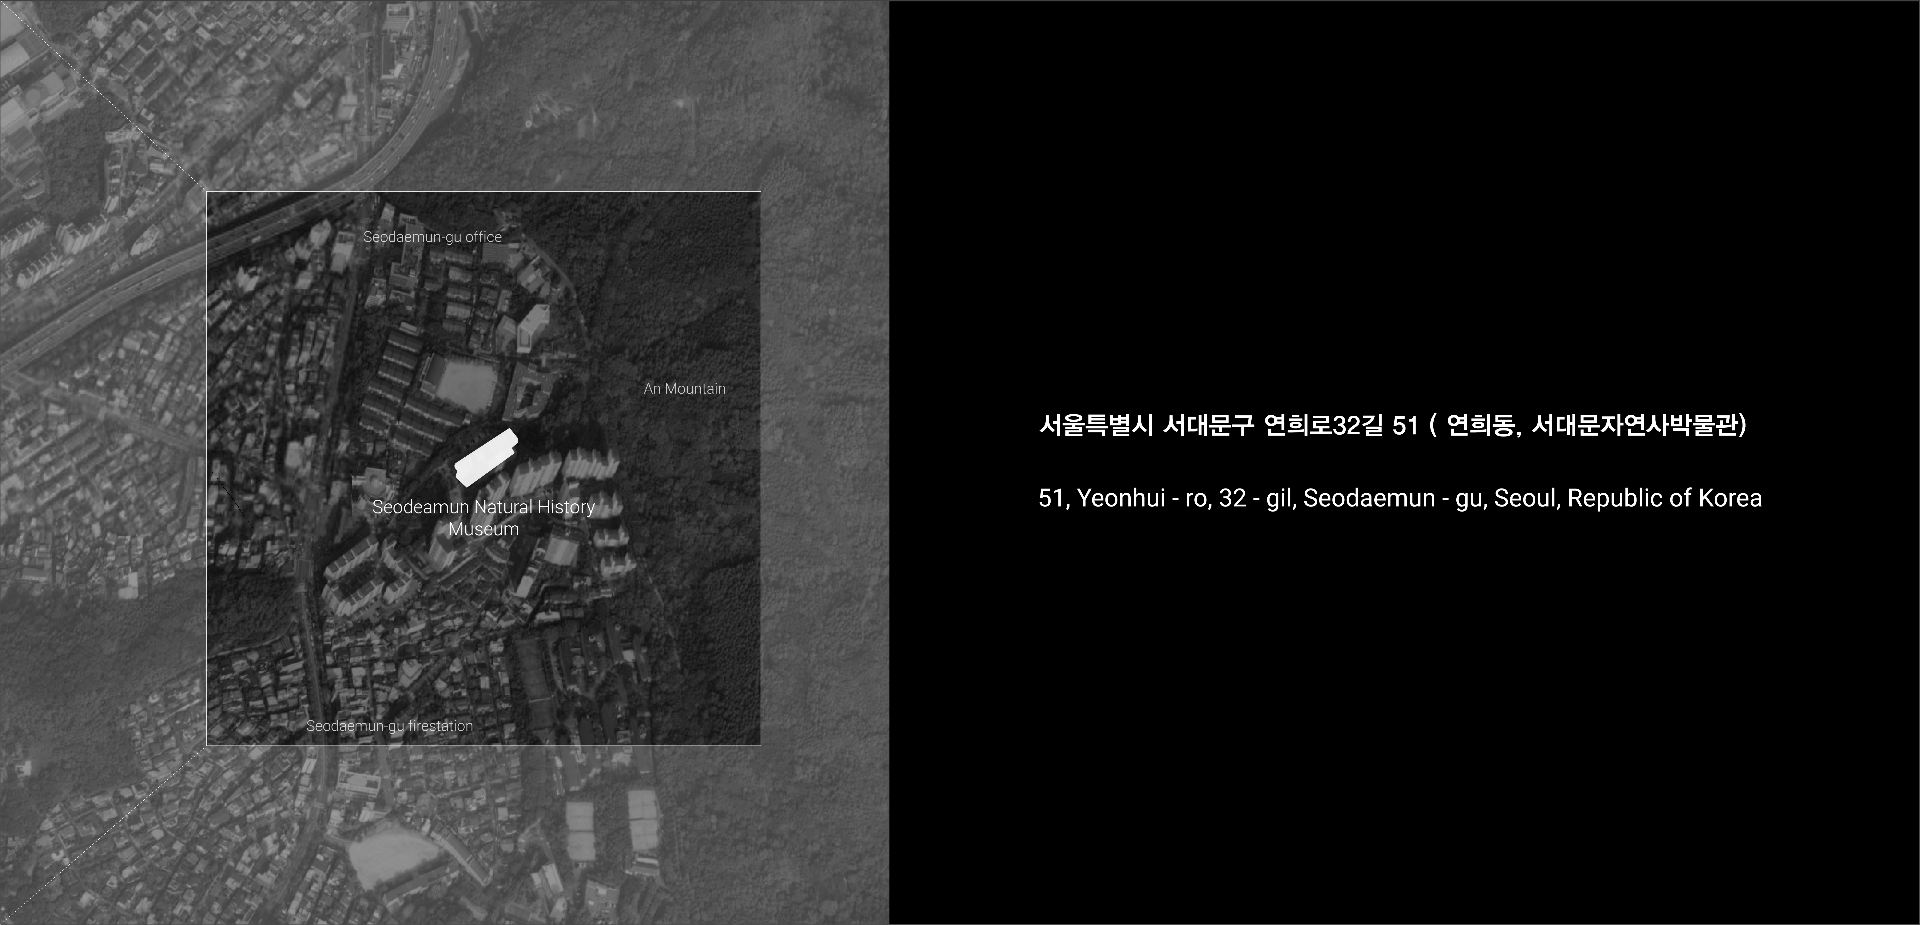 Seodaemun-gu office
An Mountain
Seodeamun Natural History
Museum
Seodaemun-gu firestation
서울특별시 서대문구 연희로32길 51 ( 연희동, 서대문자연사박물관)
51, Yeonhui - ro, 32 - gil, Seodaemun - gu, Seoul, Republic of Korea